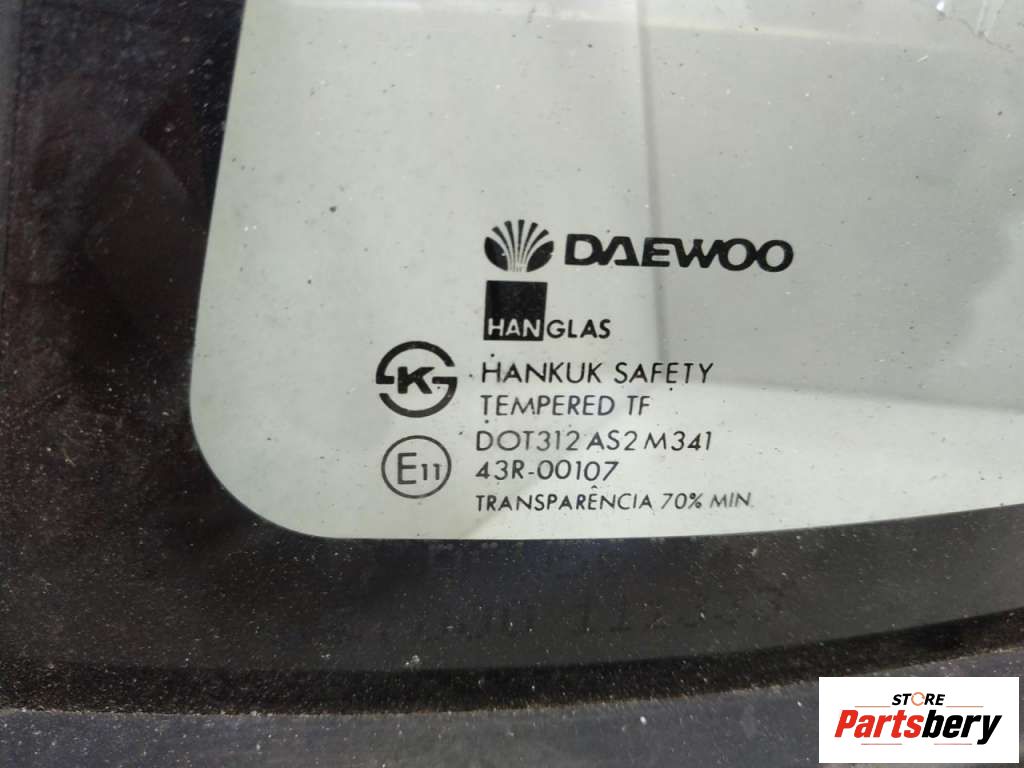 DAEWOO
HANGLAS
K HANKUK SAFETY
TEMPERED TF
DOT312 AS2 M341
E11 43R-00107
TRANSPARÊNCIA 70% MIN.
STORE
Partsbery